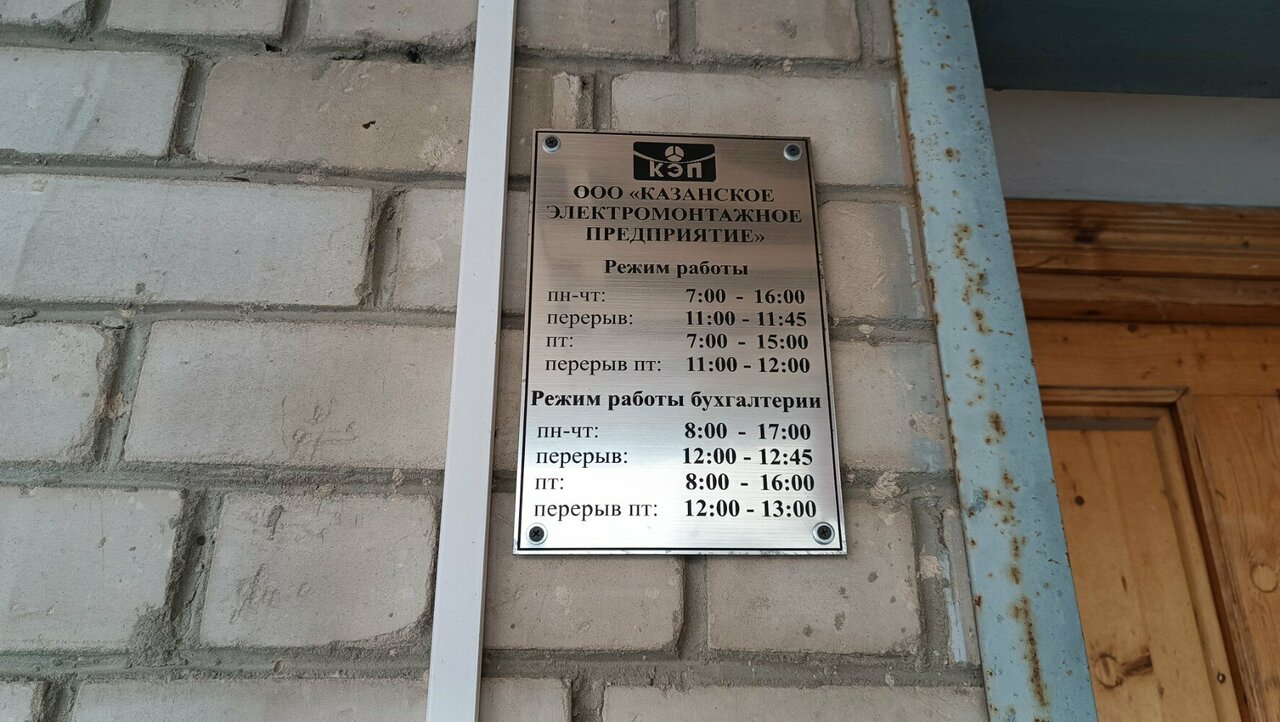 КЭП
ООО «КАЗАНСКОЕ
ЭЛЕКТРОМОНТАЖНОЕ
ПРЕДПРИЯТИЕ»
Режим работы
пн-чт: 7:00 - 16:00
перерыв: 11:00 - 11:45
пт: 7:00 - 15:00
перерыв пт: 11:00 - 12:00
Режим работы бухгалтерии
пн-чт: 8:00 - 17:00
перерыв: 12:00 - 12:45
пт: 8:00 - 16:00
перерыв пт: 12:00 - 13:00